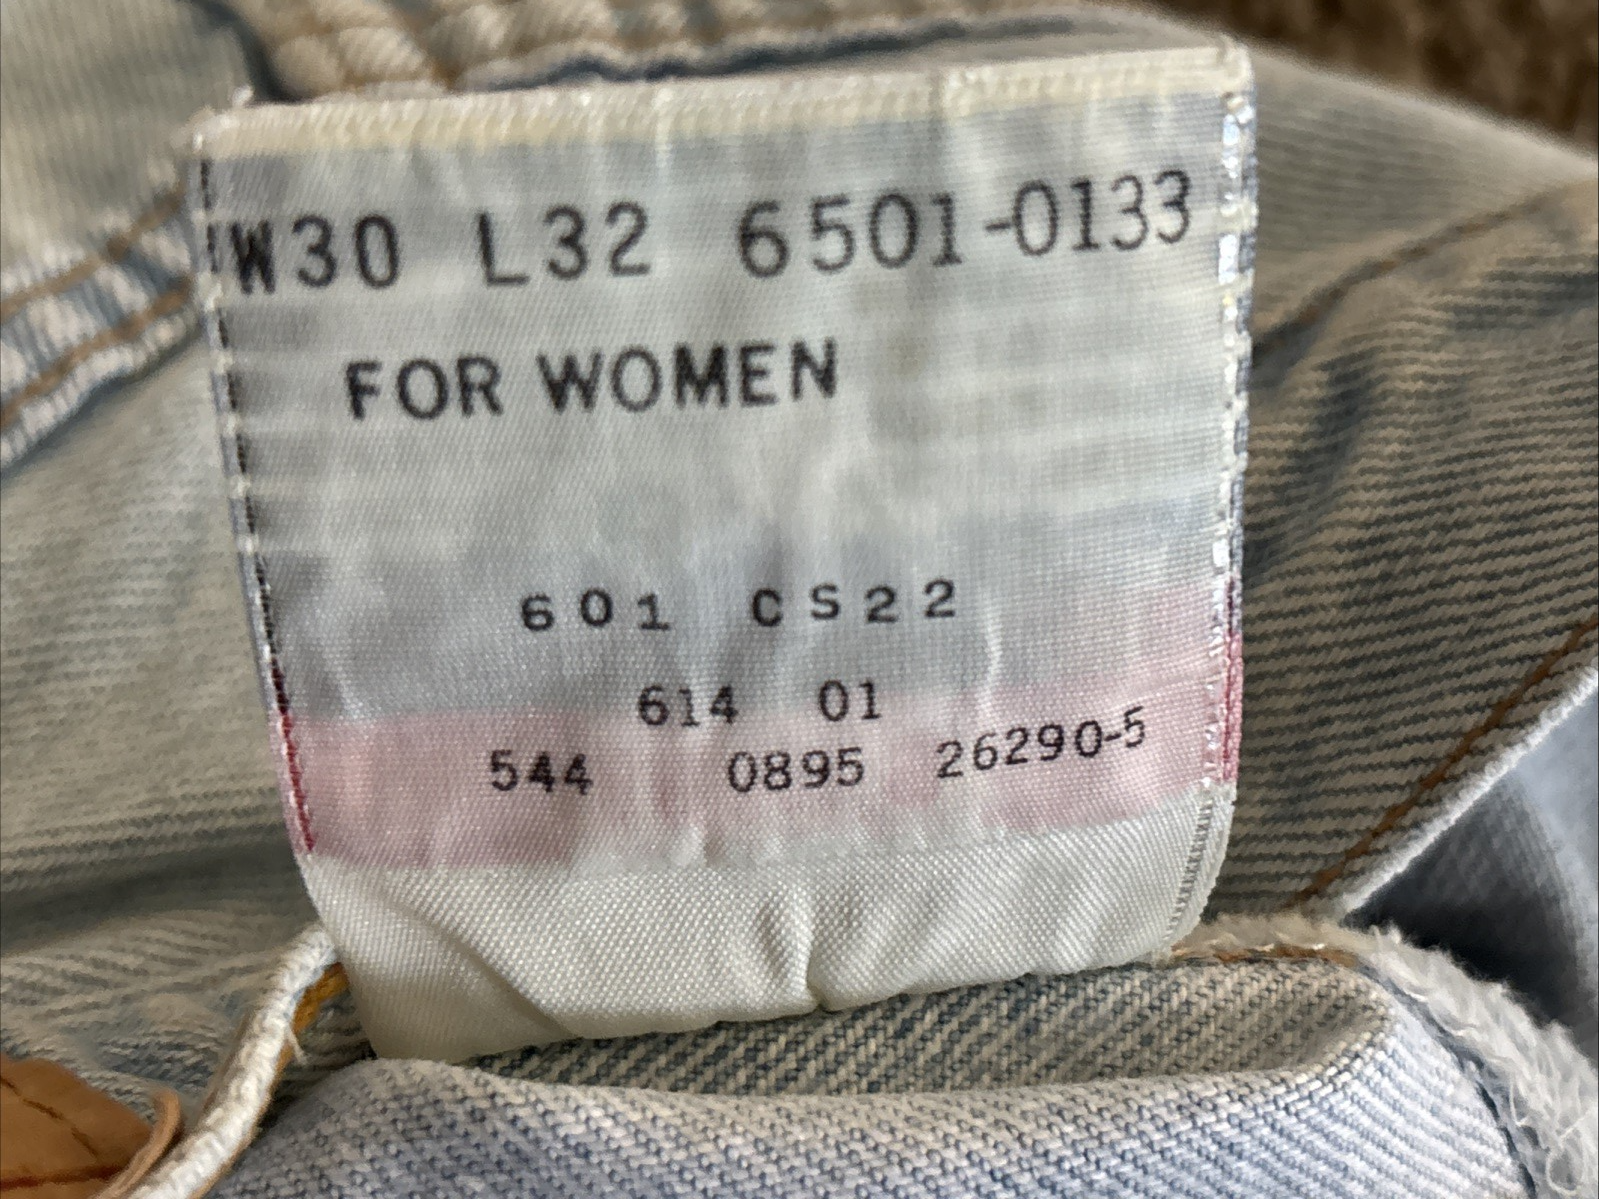 W30 L32 6501-0133
FOR WOMEN
601 CS22
614 01
544 0895 26290-5